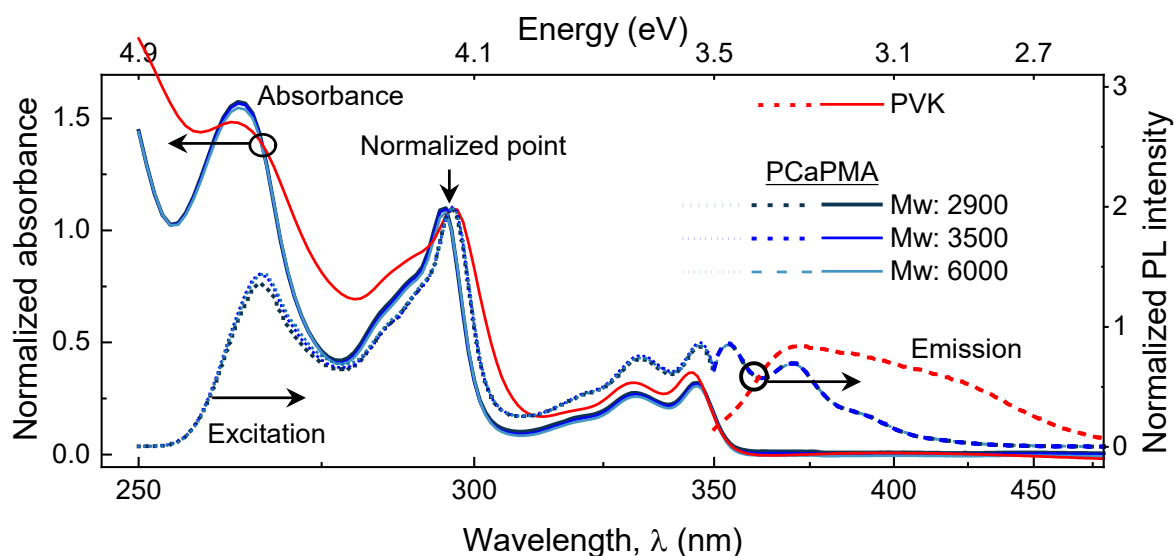 Energy (eV)
4.9 4.1 3.5 3.1 2.7
Normalized absorbance
1.5
1.0
0.5
0.0
Absorbance
Normalized point
Excitation
Emission
PVK
PCaPMA
Mw: 2900
Mw: 3500
Mw: 6000
3
2
1
0
Normalized PL intensity
250 300 350 400 450
Wavelength, λ (nm)